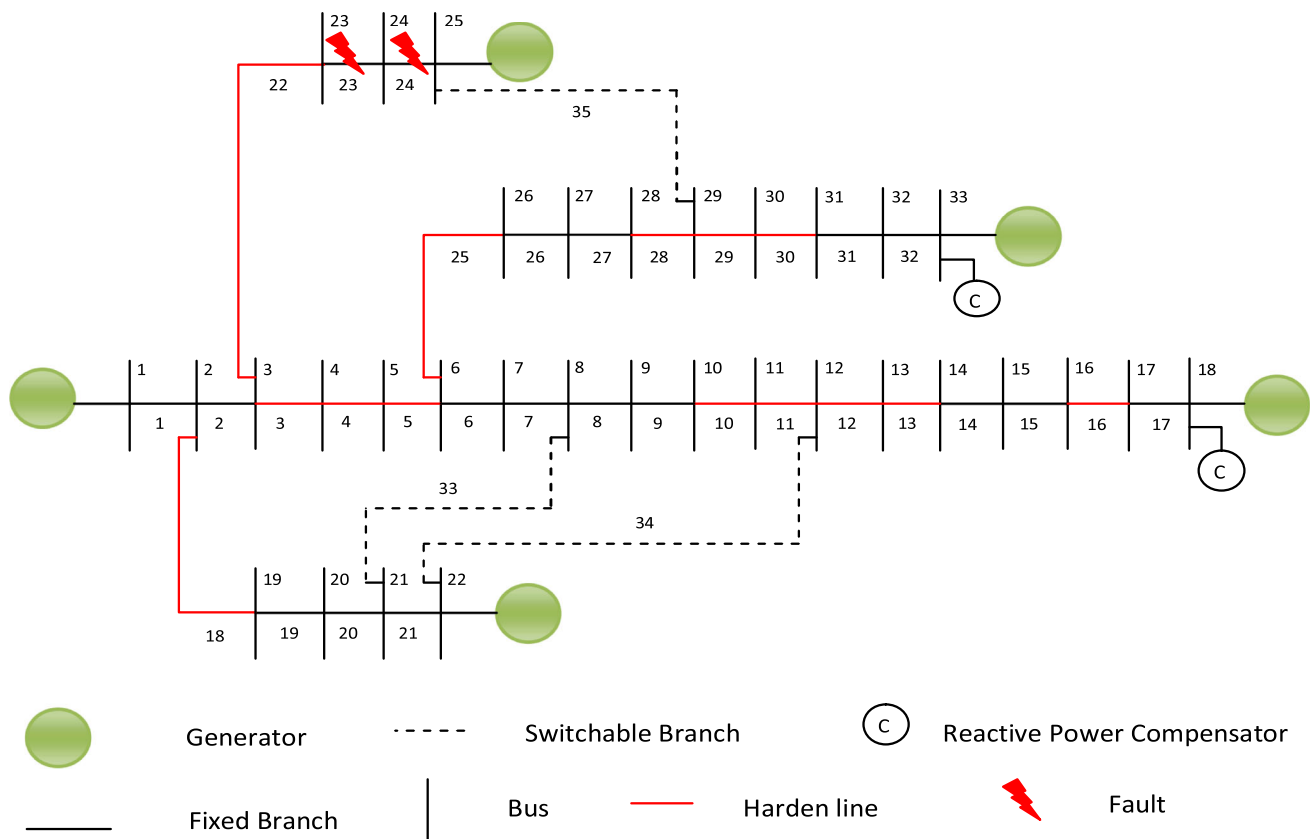 23 24 25
22 23 24
35
26 27 28 29 30 31 32 33
25 26 27 28 29 30 31 32
C
1 2 3 4 5 6 7 8 9 10 11 12 13 14 15 16 17 18
1 2 3 4 5 6 7 8 9 10 11 12 13 14 15 16 17
C
33
34
19 20 21 22
18 19 20 21
Generator
Switchable Branch
C Reactive Power Compensator
Fixed Branch
Bus
Harden line
Fault